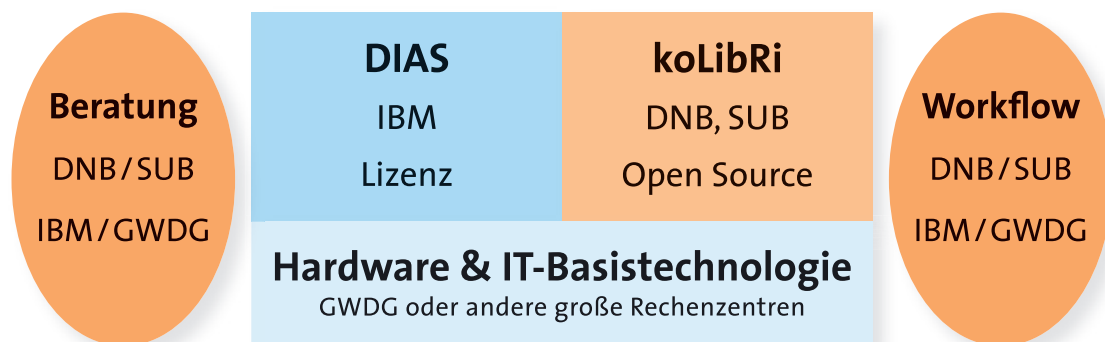 Beratung
DNB / SUB
IBM / GWDG
DIAS
IBM
Lizenz
koLibRi
DNB, SUB
Open Source
Hardware & IT-Basistechnologie
GWDG oder andere große Rechenzentren
Workflow
DNB / SUB
IBM / GWDG